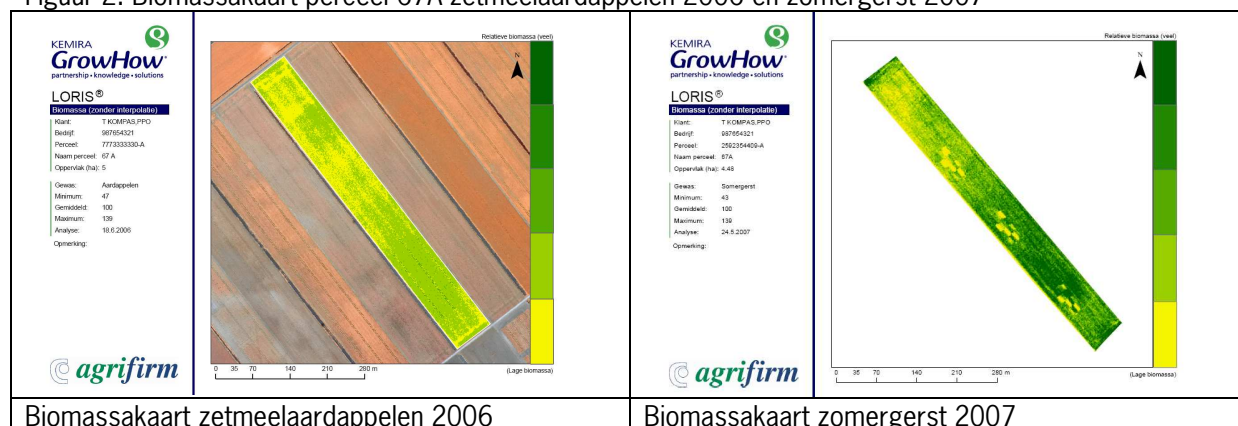 Figuur 2. Biomassakaart perceel 67A zetmeelaardappelen 2006 en zomergerst 2007
KEMIRA
GrowHow
partnership • knowledge • solutions
LORIS®
Biomassa (zonder interpolatie)
Klant: T KOMPAS,PPO
Bedrijf: 987654321
Perceel: 7773333330-A
Naam perceel: 67 A
Oppervlak (ha): 5
Gewas: Aardappelen
Minimum: 47
Gemiddeld: 100
Maximum: 139
Analyse: 18.6.2006
Opmerking:
agrifirm
Relatieve biomassa (veel)
N
(Lage biomassa)
0 35 70 140 210 280 m
KEMIRA
GrowHow
partnership • knowledge • solutions
LORIS®
Biomassa (zonder interpolatie)
Klant: T KOMPAS,PPO
Bedrijf: 987654321
Perceel: 2592354409-A
Naam perceel: 67A
Oppervlak (ha): 4.48
Gewas: Somergerst
Minimum: 43
Gemiddeld: 100
Maximum: 139
Analyse: 24.5.2007
Opmerking:
agrifirm
Relatieve biomassa (veel)
N
(Lage biomassa)
0 35 70 140 210 280 m
Biomassakaart zetmeelaardappelen 2006
Biomassakaart zomergerst 2007